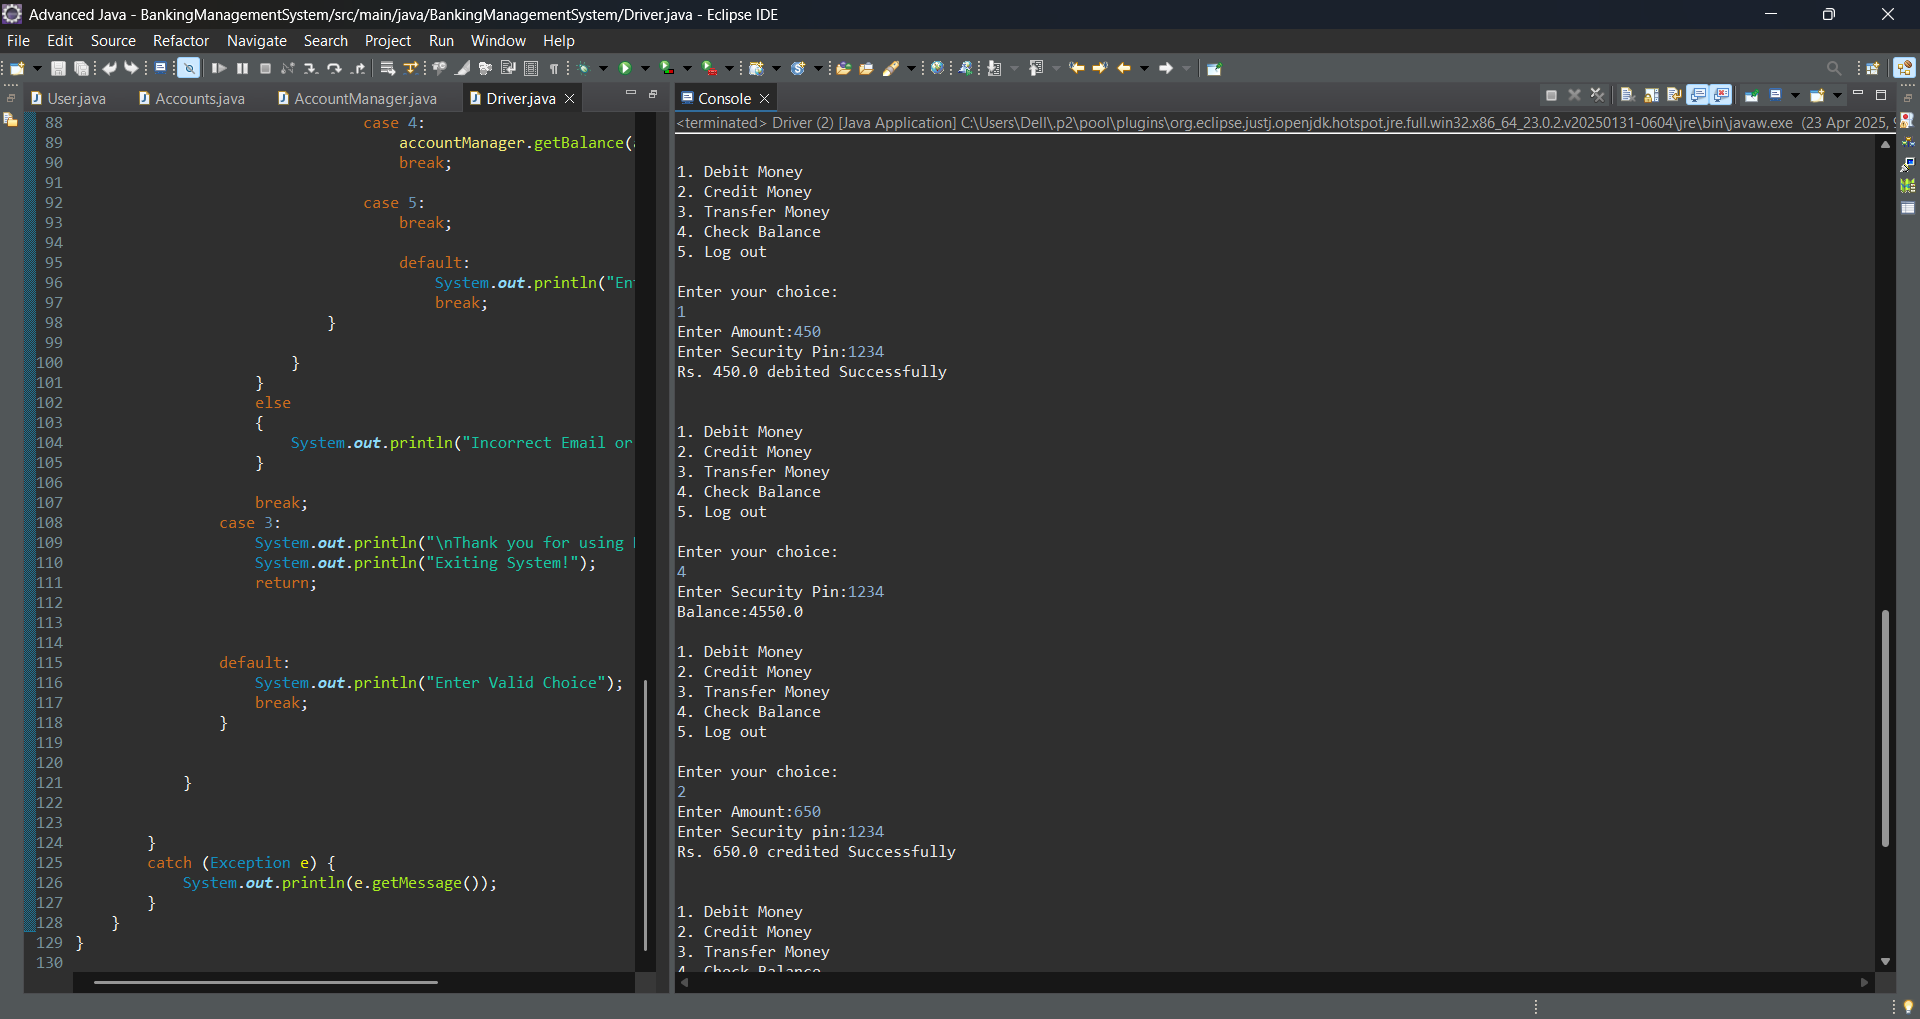 Advanced Java - BankingManagementSystem/src/main/java/BankingManagementSystem/Driver.java - Eclipse IDE
File Edit Source Refactor Navigate Search Project Run Window Help
User.java Accounts.java AccountManager.java Driver.java
88 case 4:
89 accountManager.getBalance(
90 break;
91
92 case 5:
93 break;
94
95 default:
96 System.out.println("En
97 break;
98 }
99
100 }
101 }
102 else
103 {
104 System.out.println("Incorrect Email or
105 }
106
107 break;
108 case 3:
109 System.out.println("\nThank you for using
110 System.out.println("Exiting System!");
111 return;
112
113
114
115 default:
116 System.out.println("Enter Valid Choice");
117 break;
118 }
119
120
121 }
122
123
124 }
125 catch (Exception e) {
126 System.out.println(e.getMessage());
127 }
128 }
129 }
130
Console
<terminated> Driver (2) [Java Application] C:\Users\Dell\.p2\pool\plugins\org.eclipse.justj.openjdk.hotspot.jre.full.win32.x86_64_23.0.2.v20250131-0604\jre\bin\javaw.exe (23 Apr 2025,
1. Debit Money
2. Credit Money
3. Transfer Money
4. Check Balance
5. Log out
Enter your choice:
1
Enter Amount:450
Enter Security Pin:1234
Rs. 450.0 debited Successfully
1. Debit Money
2. Credit Money
3. Transfer Money
4. Check Balance
5. Log out
Enter your choice:
4
Enter Security Pin:1234
Balance:4550.0
1. Debit Money
2. Credit Money
3. Transfer Money
4. Check Balance
5. Log out
Enter your choice:
2
Enter Amount:650
Enter Security pin:1234
Rs. 650.0 credited Successfully
1. Debit Money
2. Credit Money
3. Transfer Money
4. Check Balance